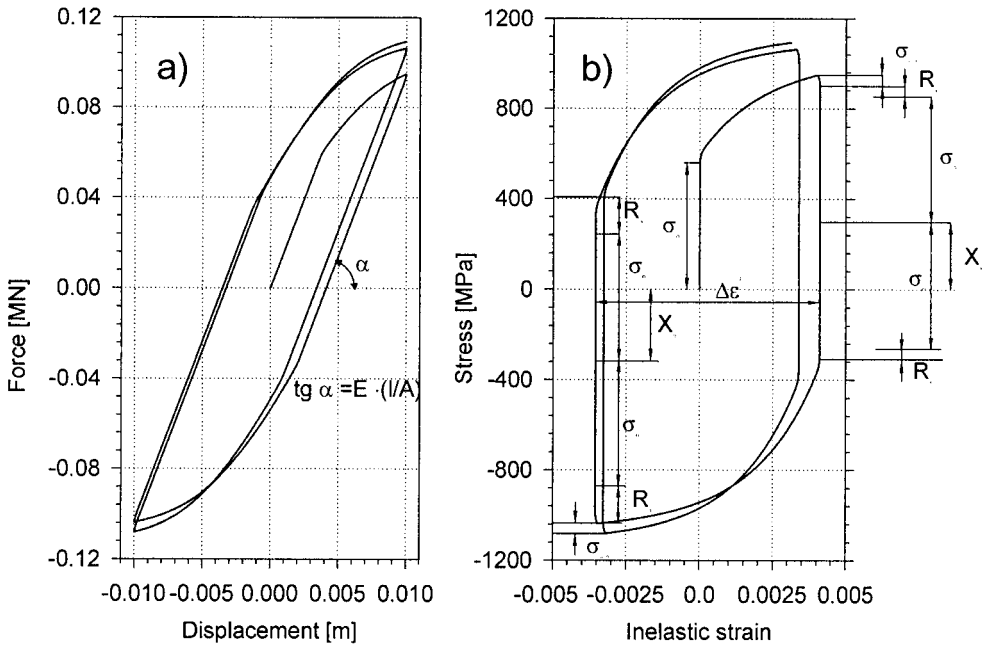 a)
0.12
0.08
0.04
0.00
-0.04
-0.08
-0.12
Force [MN]
α
tg α =E ·(l/A)
-0.010 -0.005 0.000 0.005 0.010
Displacement [m]
b)
1200
800
400
0
-400
-800
-1200
Stress [MPa]
R
σ
X
σ
R
σ
σ
Δε
σ
R
σ
X
σ
R
-0.005 -0.0025 0.0 0.0025 0.005
Inelastic strain